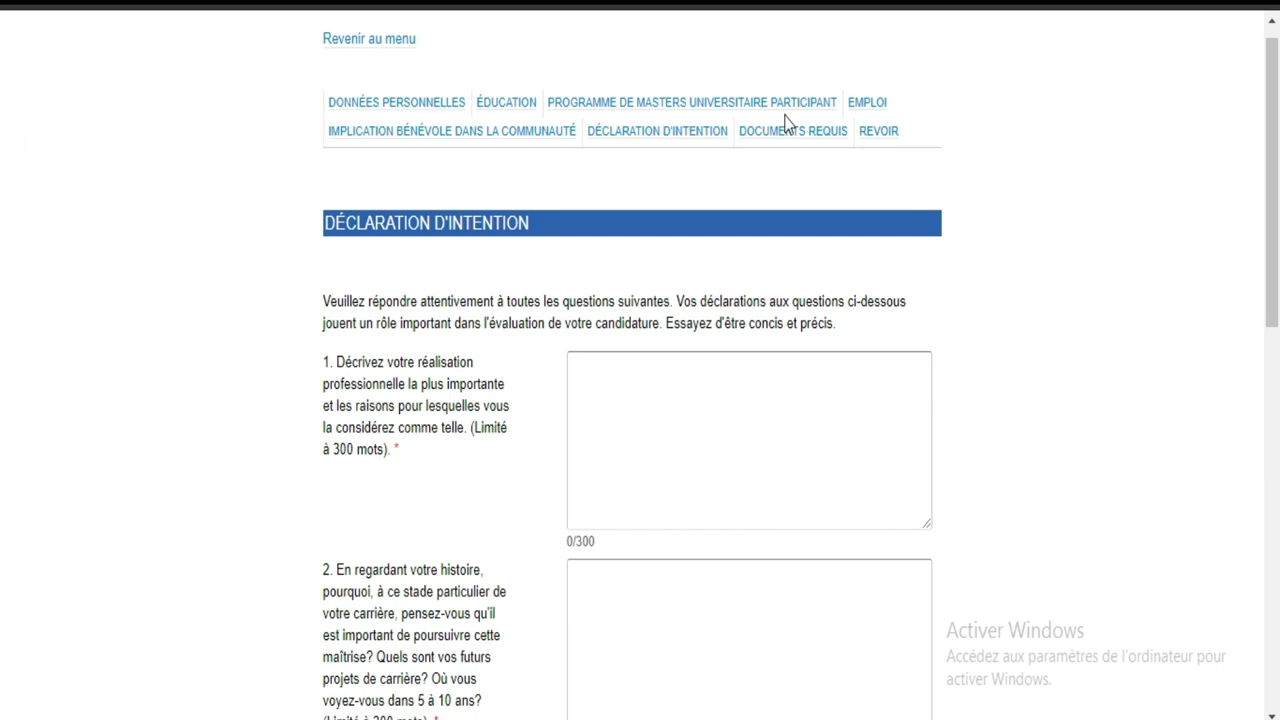 Revenir au menu
DONNÉES PERSONNELLES ÉDUCATION PROGRAMME DE MASTERS UNIVERSITAIRE PARTICIPANT EMPLOI
IMPLICATION BÉNÉVOLE DANS LA COMMUNAUTÉ DÉCLARATION D'INTENTION DOCUMENTS REQUIS REVOIR
DÉCLARATION D'INTENTION
Veuillez répondre attentivement à toutes les questions suivantes. Vos déclarations aux questions ci-dessous
jouent un rôle important dans l'évaluation de votre candidature. Essayez d'être concis et précis.
1. Décrivez votre réalisation
professionnelle la plus importante
et les raisons pour lesquelles vous
la considérez comme telle. (Limité
à 300 mots). *
0/300
2. En regardant votre histoire,
pourquoi, à ce stade particulier de
votre carrière, pensez-vous qu'il
est important de poursuivre cette
maîtrise? Quels sont vos futurs
projets de carrière? Où vous
voyez-vous dans 5 à 10 ans?
(Limité à 300 mots). *
Activer Windows
Accédez aux paramètres de l'ordinateur pour
activer Windows.